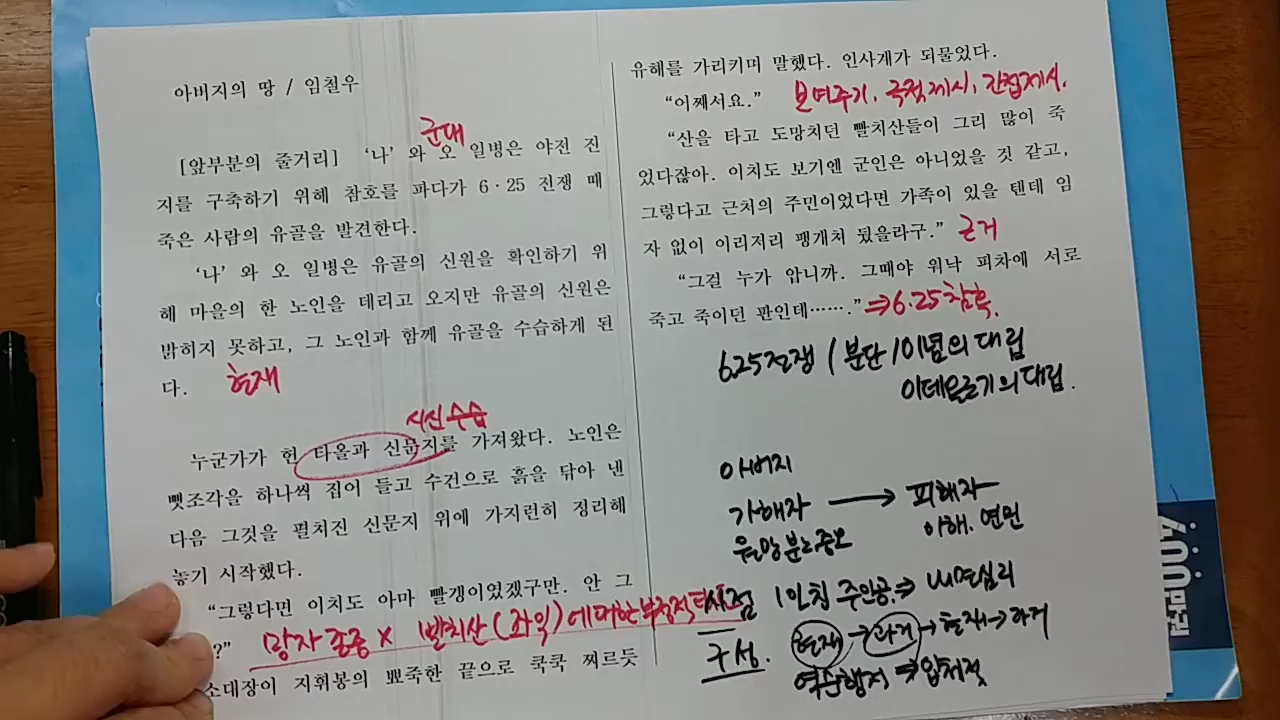 아버지의 땅 / 임철우
군대
[앞부분의 줄거리] ‘나’와 오 일병은 야전 진
지를 구축하기 위해 참호를 파다가 6·25 전쟁 때
죽은 사람의 유골을 발견한다.
‘나’와 오 일병은 유골의 신원을 확인하기 위
해 마을의 한 노인을 데리고 오지만 유골의 신원은
밝히지 못하고, 그 노인과 함께 유골을 수습하게 된
다. 현재
시신수습
누군가가 헌 타올과 신문지를 가져왔다. 노인은
뼛조각을 하나씩 집어 들고 수건으로 흙을 닦아 낸
다음 그것을 펼쳐진 신문지 위에 가지런히 정리해
놓기 시작했다.
“그렇다면 이치도 아마 빨갱이었겠구만. 안 그
?” 망자 존중 × 빨치산(좌익)에 대한 부정적
소대장이 지휘봉의 뾰족한 끝으로 쿡쿡 찌르듯
유해를 가리키며 말했다. 인사계가 되물었다.
“어째서요.” 보여주기, 극적제시, 간접제시.
“산을 타고 도망치던 빨치산들이 그리 많이 죽
었다잖아. 이치도 보기엔 군인은 아니었을 것 같고,
그렇다고 근처의 주민이었다면 가족이 있을 텐데 임
자 없이 이리저리 팽개쳐 뒀을라구.” 근거
“그걸 누가 압니까. 그때야 워낙 피차에 서로
죽고 죽이던 판인데…….” ⇒6.25참혹.
6.25전쟁 / 분단 / 이념의 대립
이데올로기의 대립.
아버지
가해자 → 피해자
원망 분노 증오 이해. 연민
시점 1인칭 주인공 ⇒ 내면심리
구성. 현재→과거→현재→과거
역순행적 ⇒ 입체적
600